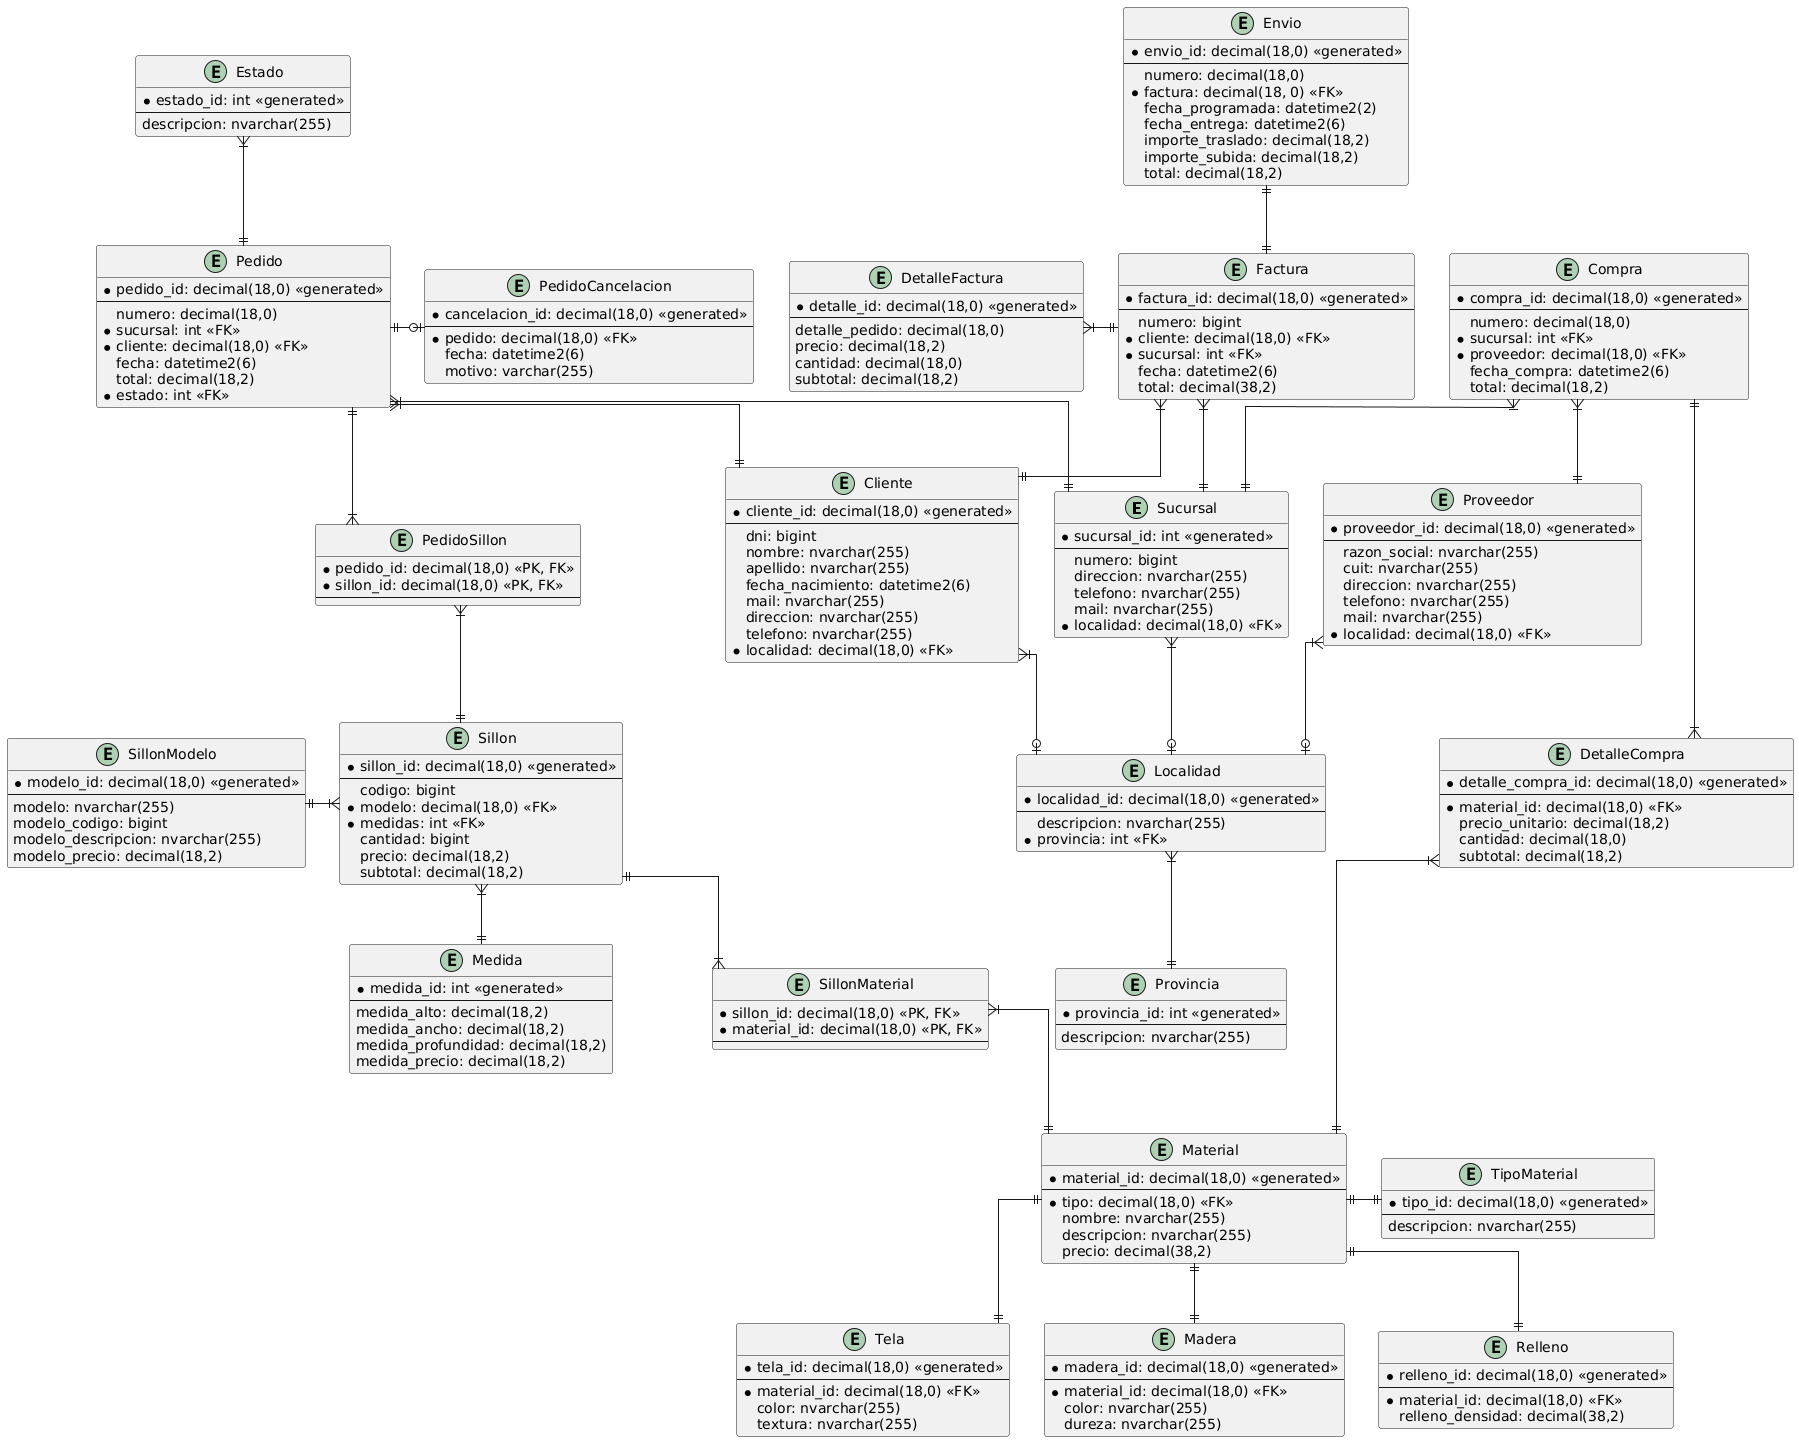 E Envio
* envio_id: decimal(18,0) «generated»
numero: decimal(18,0)
* factura: decimal(18, 0) «FK»
fecha_programada: datetime2(2)
fecha_entrega: datetime2(6)
importe_traslado: decimal(18,2)
importe_subida: decimal(18,2)
total: decimal(18,2)
E Estado
* estado_id: int «generated»
descripcion: nvarchar(255)
E Pedido
* pedido_id: decimal(18,0) «generated»
numero: decimal(18,0)
* sucursal: int «FK»
* cliente: decimal(18,0) «FK»
fecha: datetime2(6)
total: decimal(18,2)
* estado: int «FK»
E PedidoCancelacion
* cancelacion_id: decimal(18,0) «generated»
* pedido: decimal(18,0) «FK»
fecha: datetime2(6)
motivo: varchar(255)
E DetalleFactura
* detalle_id: decimal(18,0) «generated»
detalle_pedido: decimal(18,0)
precio: decimal(18,2)
cantidad: decimal(18,0)
subtotal: decimal(18,2)
E Factura
* factura_id: decimal(18,0) «generated»
numero: bigint
* cliente: decimal(18,0) «FK»
* sucursal: int «FK»
fecha: datetime2(6)
total: decimal(38,2)
E Compra
* compra_id: decimal(18,0) «generated»
numero: decimal(18,0)
* sucursal: int «FK»
* proveedor: decimal(18,0) «FK»
fecha_compra: datetime2(6)
total: decimal(18,2)
E PedidoSillon
* pedido_id: decimal(18,0) «PK, FK»
* sillon_id: decimal(18,0) «PK, FK»
E Cliente
* cliente_id: decimal(18,0) «generated»
dni: bigint
nombre: nvarchar(255)
apellido: nvarchar(255)
fecha_nacimiento: datetime2(6)
mail: nvarchar(255)
direccion: nvarchar(255)
telefono: nvarchar(255)
* localidad: decimal(18,0) «FK»
E Sucursal
* sucursal_id: int «generated»
numero: bigint
direccion: nvarchar(255)
telefono: nvarchar(255)
mail: nvarchar(255)
* localidad: decimal(18,0) «FK»
E Proveedor
* proveedor_id: decimal(18,0) «generated»
razon_social: nvarchar(255)
cuit: nvarchar(255)
direccion: nvarchar(255)
telefono: nvarchar(255)
mail: nvarchar(255)
* localidad: decimal(18,0) «FK»
E SillonModelo
* modelo_id: decimal(18,0) «generated»
modelo: nvarchar(255)
modelo_codigo: bigint
modelo_descripcion: nvarchar(255)
modelo_precio: decimal(18,2)
E Sillon
* sillon_id: decimal(18,0) «generated»
codigo: bigint
* modelo: decimal(18,0) «FK»
* medidas: int «FK»
cantidad: bigint
precio: decimal(18,2)
subtotal: decimal(18,2)
E Localidad
* localidad_id: decimal(18,0) «generated»
descripcion: nvarchar(255)
* provincia: int «FK»
E DetalleCompra
* detalle_compra_id: decimal(18,0) «generated»
* material_id: decimal(18,0) «FK»
precio_unitario: decimal(18,2)
cantidad: decimal(18,0)
subtotal: decimal(18,2)
E Medida
* medida_id: int «generated»
medida_alto: decimal(18,2)
medida_ancho: decimal(18,2)
medida_profundidad: decimal(18,2)
medida_precio: decimal(18,2)
E SillonMaterial
* sillon_id: decimal(18,0) «PK, FK»
* material_id: decimal(18,0) «PK, FK»
E Provincia
* provincia_id: int «generated»
descripcion: nvarchar(255)
E Material
* material_id: decimal(18,0) «generated»
* tipo: decimal(18,0) «FK»
nombre: nvarchar(255)
descripcion: nvarchar(255)
precio: decimal(38,2)
E TipoMaterial
* tipo_id: decimal(18,0) «generated»
descripcion: nvarchar(255)
E Tela
* tela_id: decimal(18,0) «generated»
* material_id: decimal(18,0) «FK»
color: nvarchar(255)
textura: nvarchar(255)
E Madera
* madera_id: decimal(18,0) «generated»
* material_id: decimal(18,0) «FK»
color: nvarchar(255)
dureza: nvarchar(255)
E Relleno
* relleno_id: decimal(18,0) «generated»
* material_id: decimal(18,0) «FK»
relleno_densidad: decimal(38,2)